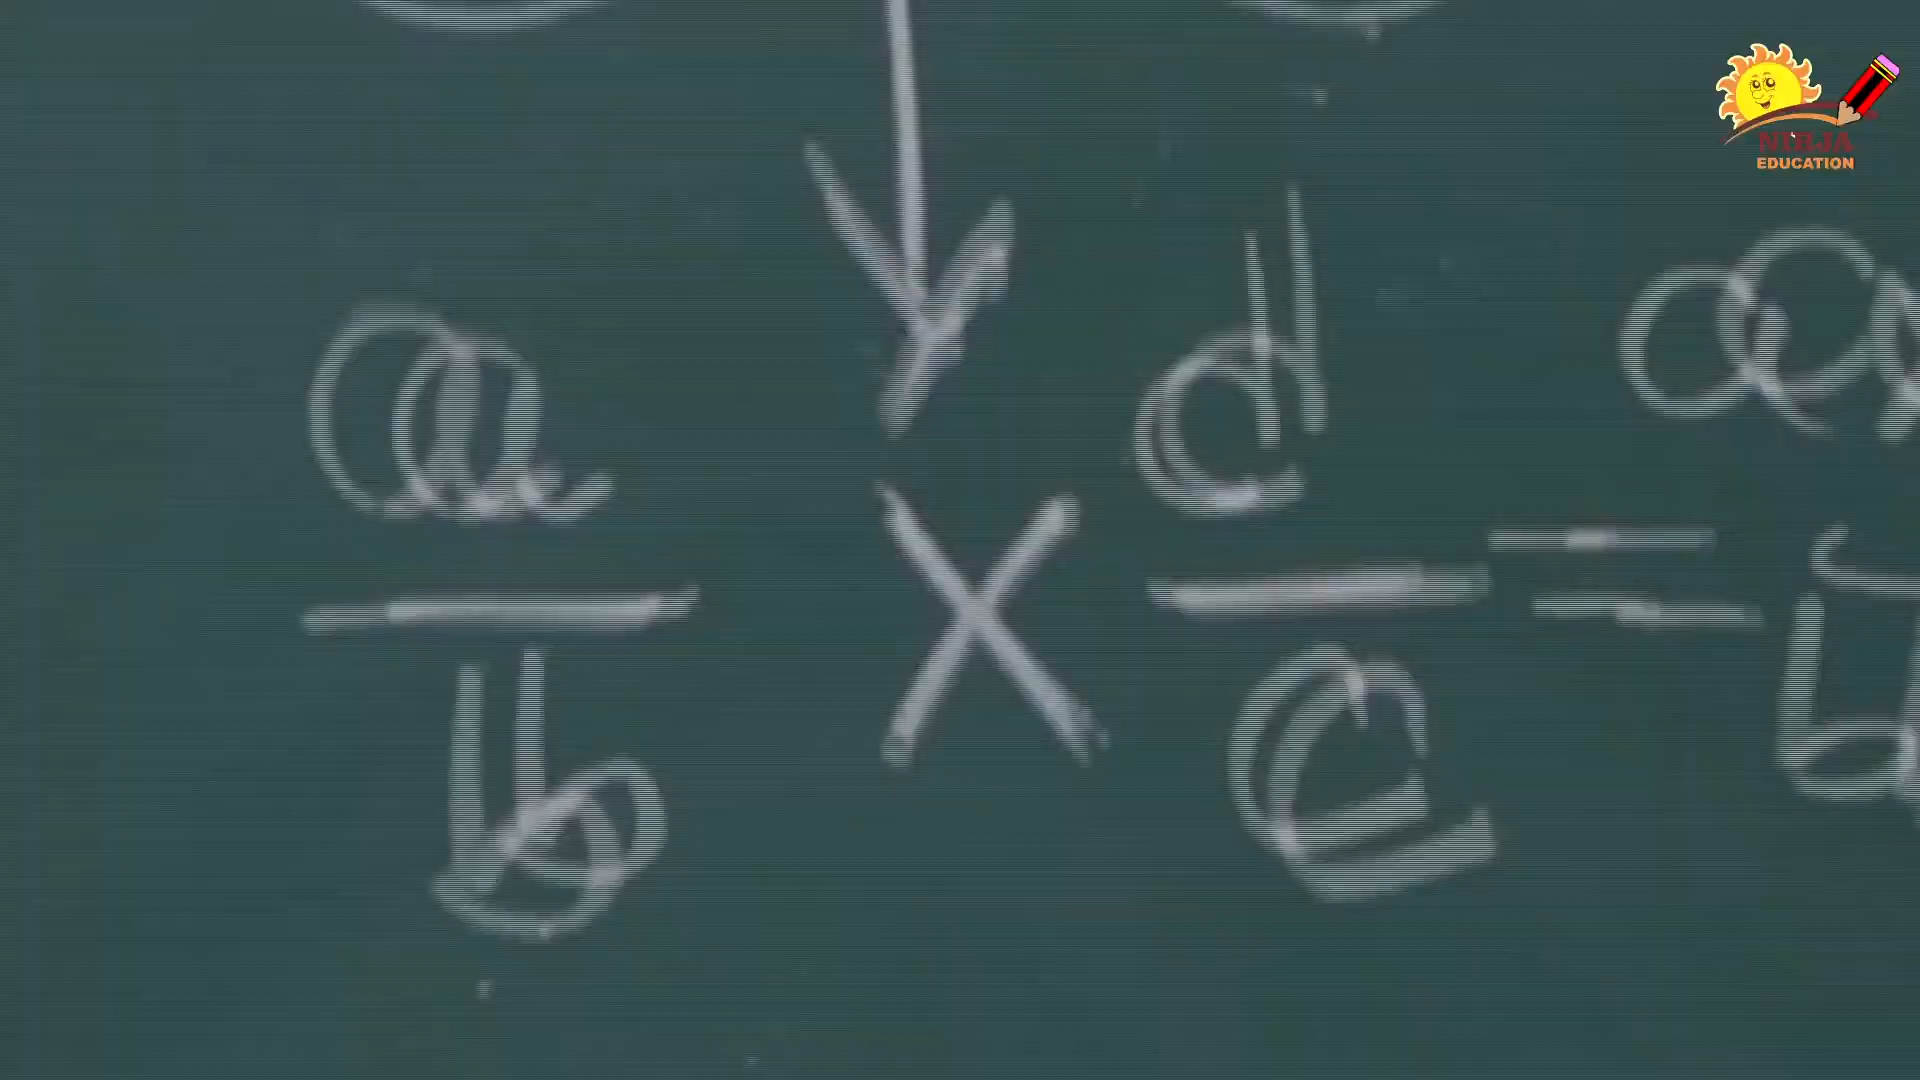 NIRJA
EDUCATION
a/b × d/c =